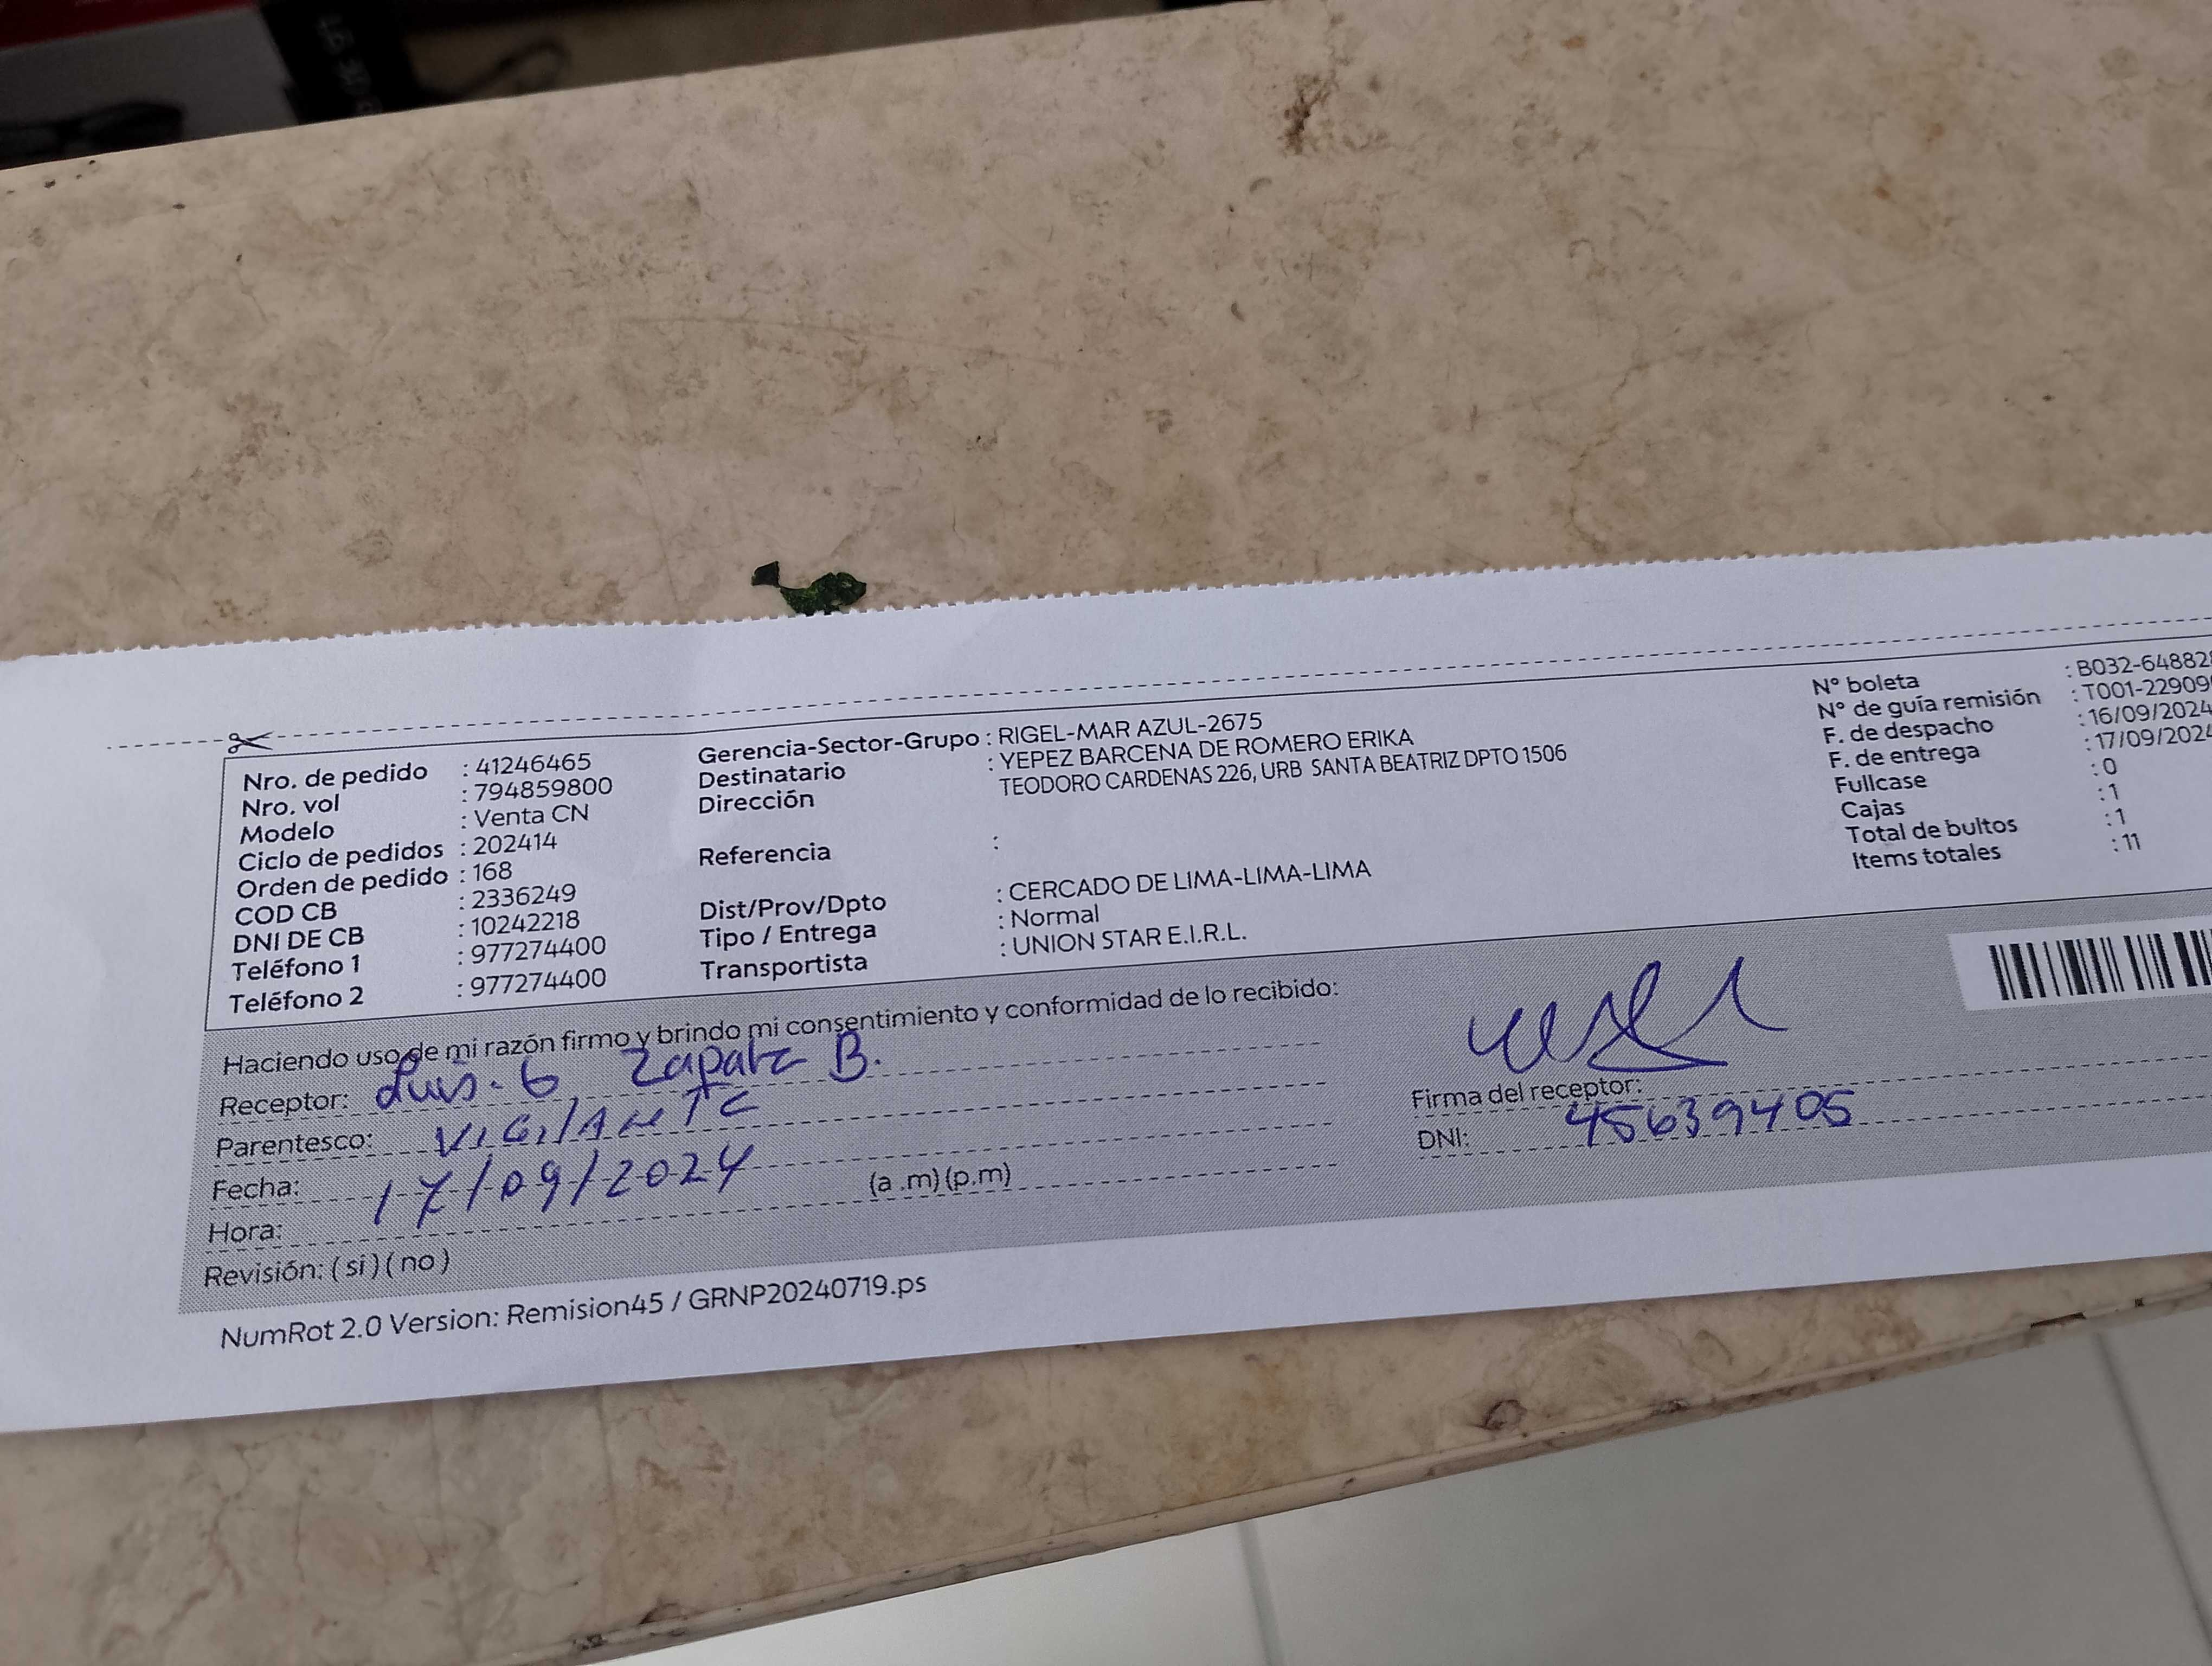 Nro. de pedido : 41246465
Nro. vol : 794859800
Modelo : Venta CN
Ciclo de pedidos : 202414
Orden de pedido : 168
COD CB : 2336249
DNI DE CB : 10242218
Teléfono 1 : 977274400
Teléfono 2 : 977274400
Gerencia-Sector-Grupo : RIGEL-MAR AZUL-2675
Destinatario : YEPEZ BARCENA DE ROMERO ERIKA
Dirección TEODORO CARDENAS 226, URB SANTA BEATRIZ DPTO 1506
Referencia :
Dist/Prov/Dpto : CERCADO DE LIMA-LIMA-LIMA
Tipo / Entrega : Normal
Transportista : UNION STAR E.I.R.L.
N° boleta : B032-64882
N° de guía remisión : T001-22909
F. de despacho : 16/09/2024
F. de entrega : 17/09/2024
Fullcase : 0
Cajas : 1
Total de bultos : 1
Items totales : 11
Haciendo uso de mi razón firmo y brindo mi consentimiento y conformidad de lo recibido:
Receptor: Luis. G Zapata B.
Parentesco: VIGILANTE
Fecha: 17/09/2024
Hora: (a .m) (p.m)
Revisión: ( si ) ( no )
Firma del receptor:
DNI: 45639405
NumRot 2.0 Version: Remision45 / GRNP20240719.ps